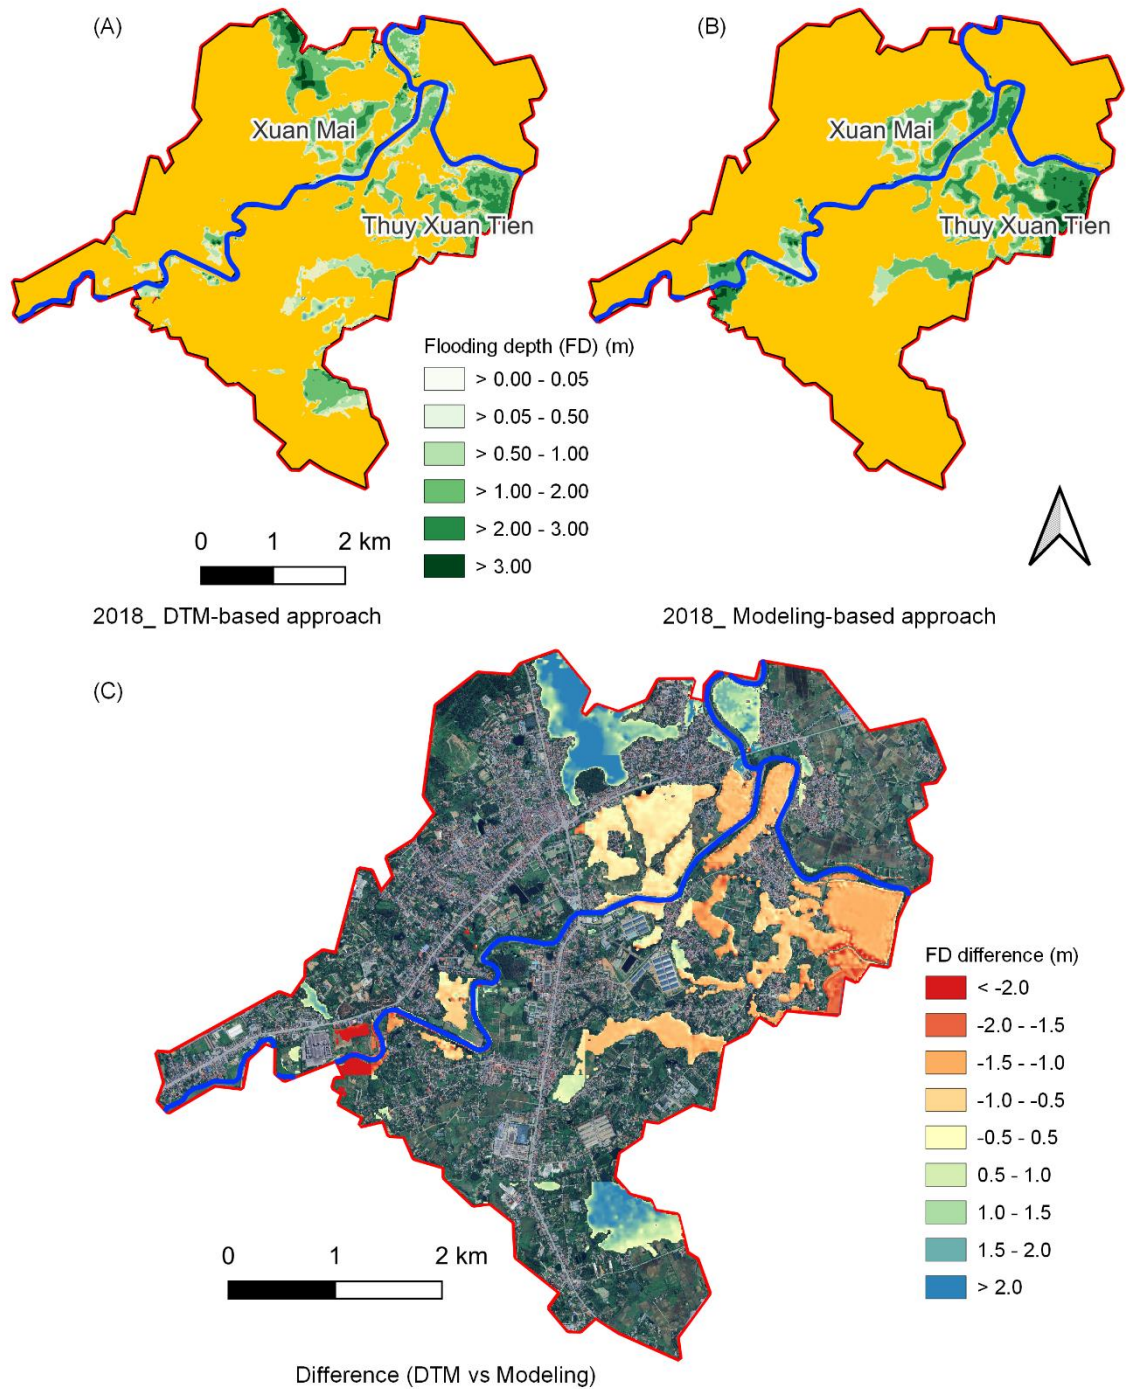 (A)
(B)
Xuan Mai
Thuy Xuan Tien
Xuan Mai
Thuy Xuan Tien
Flooding depth (FD) (m)
> 0.00 - 0.05
> 0.05 - 0.50
> 0.50 - 1.00
> 1.00 - 2.00
> 2.00 - 3.00
> 3.00
0 1 2 km
2018_ DTM-based approach
2018_ Modeling-based approach
(C)
FD difference (m)
< -2.0
-2.0 - -1.5
-1.5 - -1.0
-1.0 - -0.5
-0.5 - 0.5
0.5 - 1.0
1.0 - 1.5
1.5 - 2.0
> 2.0
0 1 2 km
Difference (DTM vs Modeling)